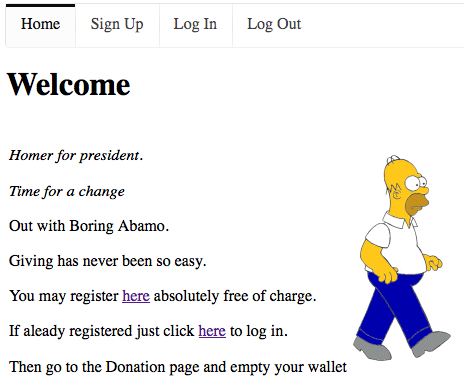 Home Sign Up Log In Log Out
Welcome
Homer for president.
Time for a change
Out with Boring Abamo.
Giving has never been so easy.
You may register here absolutely free of charge.
If aleady registered just click here to log in.
Then go to the Donation page and empty your wallet